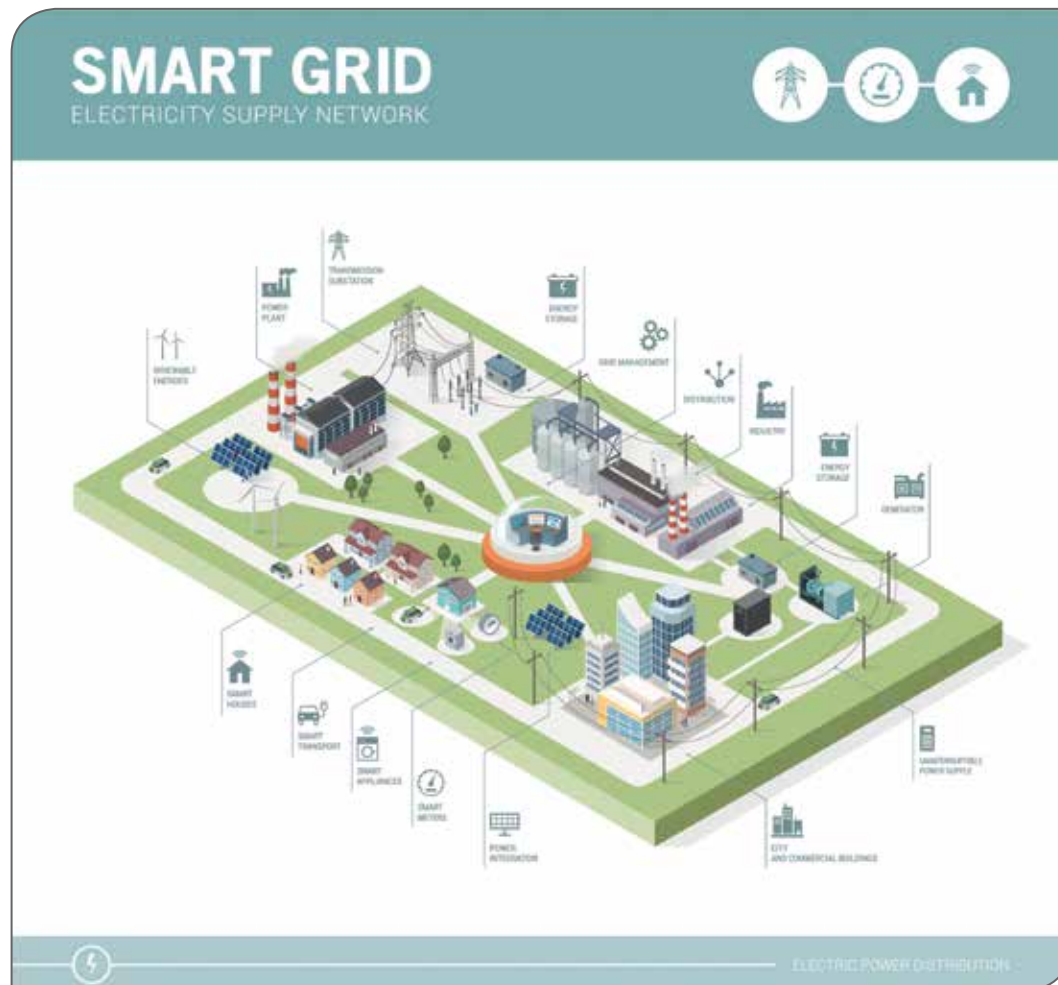 SMART GRID
ELECTRICITY SUPPLY NETWORK
TRANSMISSION
SUBSTATION
POWER
PLANT
ENERGY
STORAGE
RENEWABLE
ENERGIES
GRID MANAGEMENT
DISTRIBUTION
INDUSTRY
ENERGY
STORAGE
GENERATOR
SMART
HOUSES
SMART
TRANSPORT
SMART
APPLIANCES
SMART
METERS
POWER
INTEGRATION
CITY
AND COMMERCIAL BUILDINGS
UNINTERRUPTIBLE
POWER SUPPLY
ELECTRIC POWER DISTRIBUTION